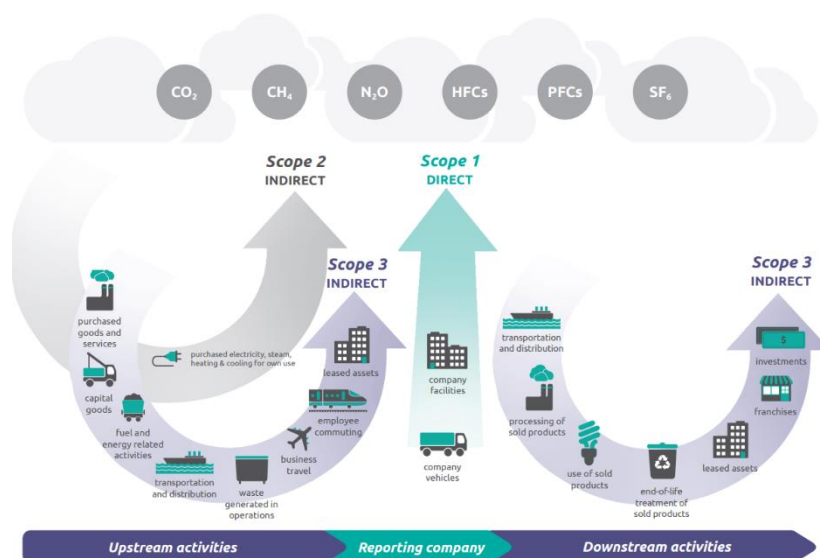 CO₂
CH₄
N₂O
HFCs
PFCs
SF₆
Scope 2
INDIRECT
Scope 1
DIRECT
Scope 3
INDIRECT
Scope 3
INDIRECT
purchased
goods and
services
capital
goods
fuel and
energy related
activities
transportation
and distribution
waste
generated in
operations
business
travel
employee
commuting
leased assets
purchased electricity, steam,
heating & cooling for own use
company
facilities
company
vehicles
transportation
and distribution
processing of
sold products
use of sold
products
end-of-life
treatment of
sold products
leased assets
franchises
$
investments
Upstream activities
Reporting company
Downstream activities